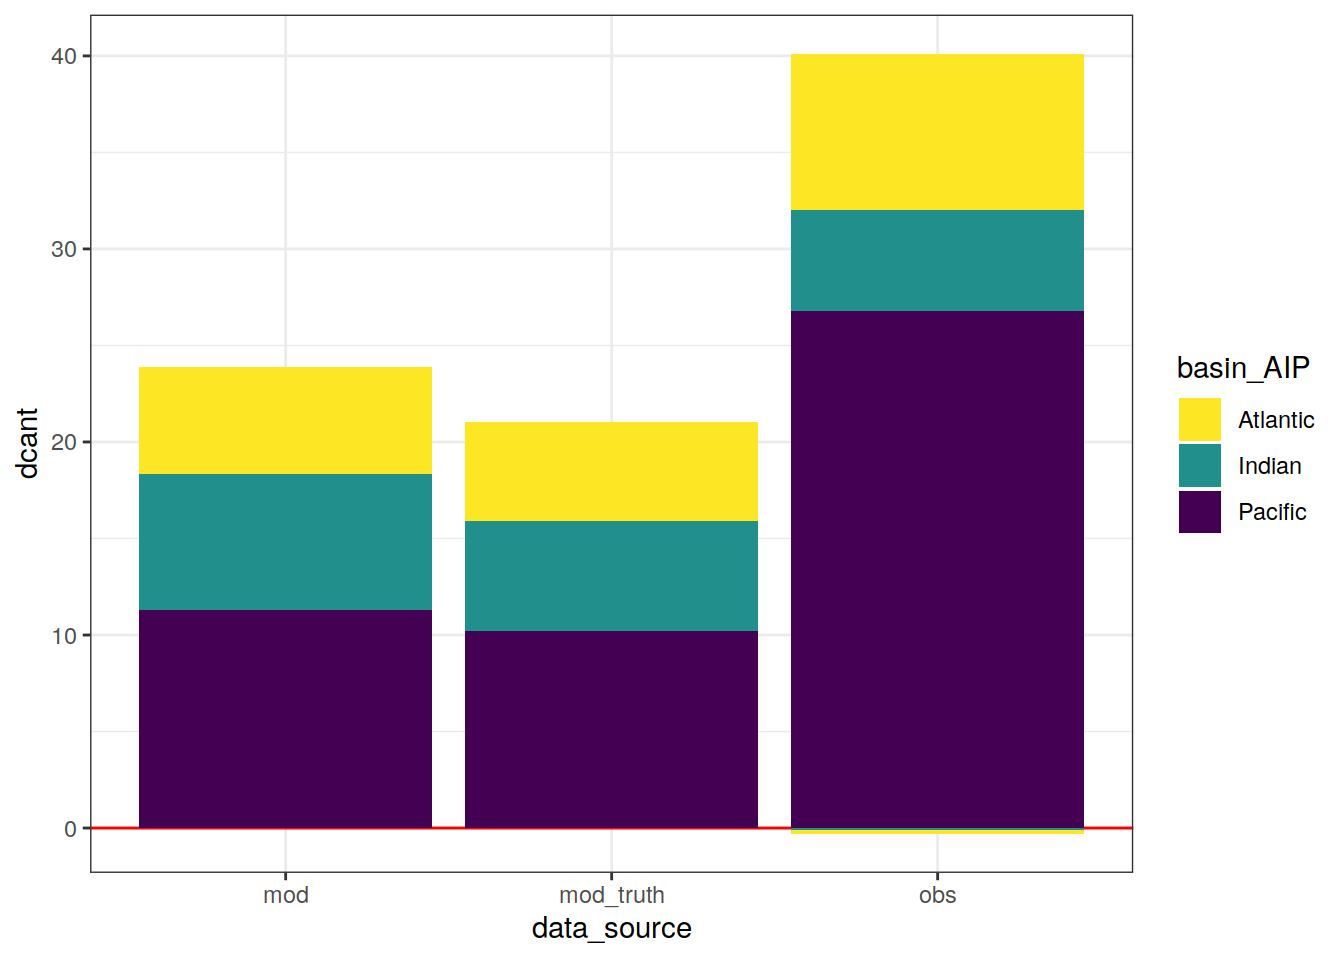 40
30
20
10
0
dcant
mod
mod_truth
obs
data_source
basin_AIP
Atlantic
Indian
Pacific